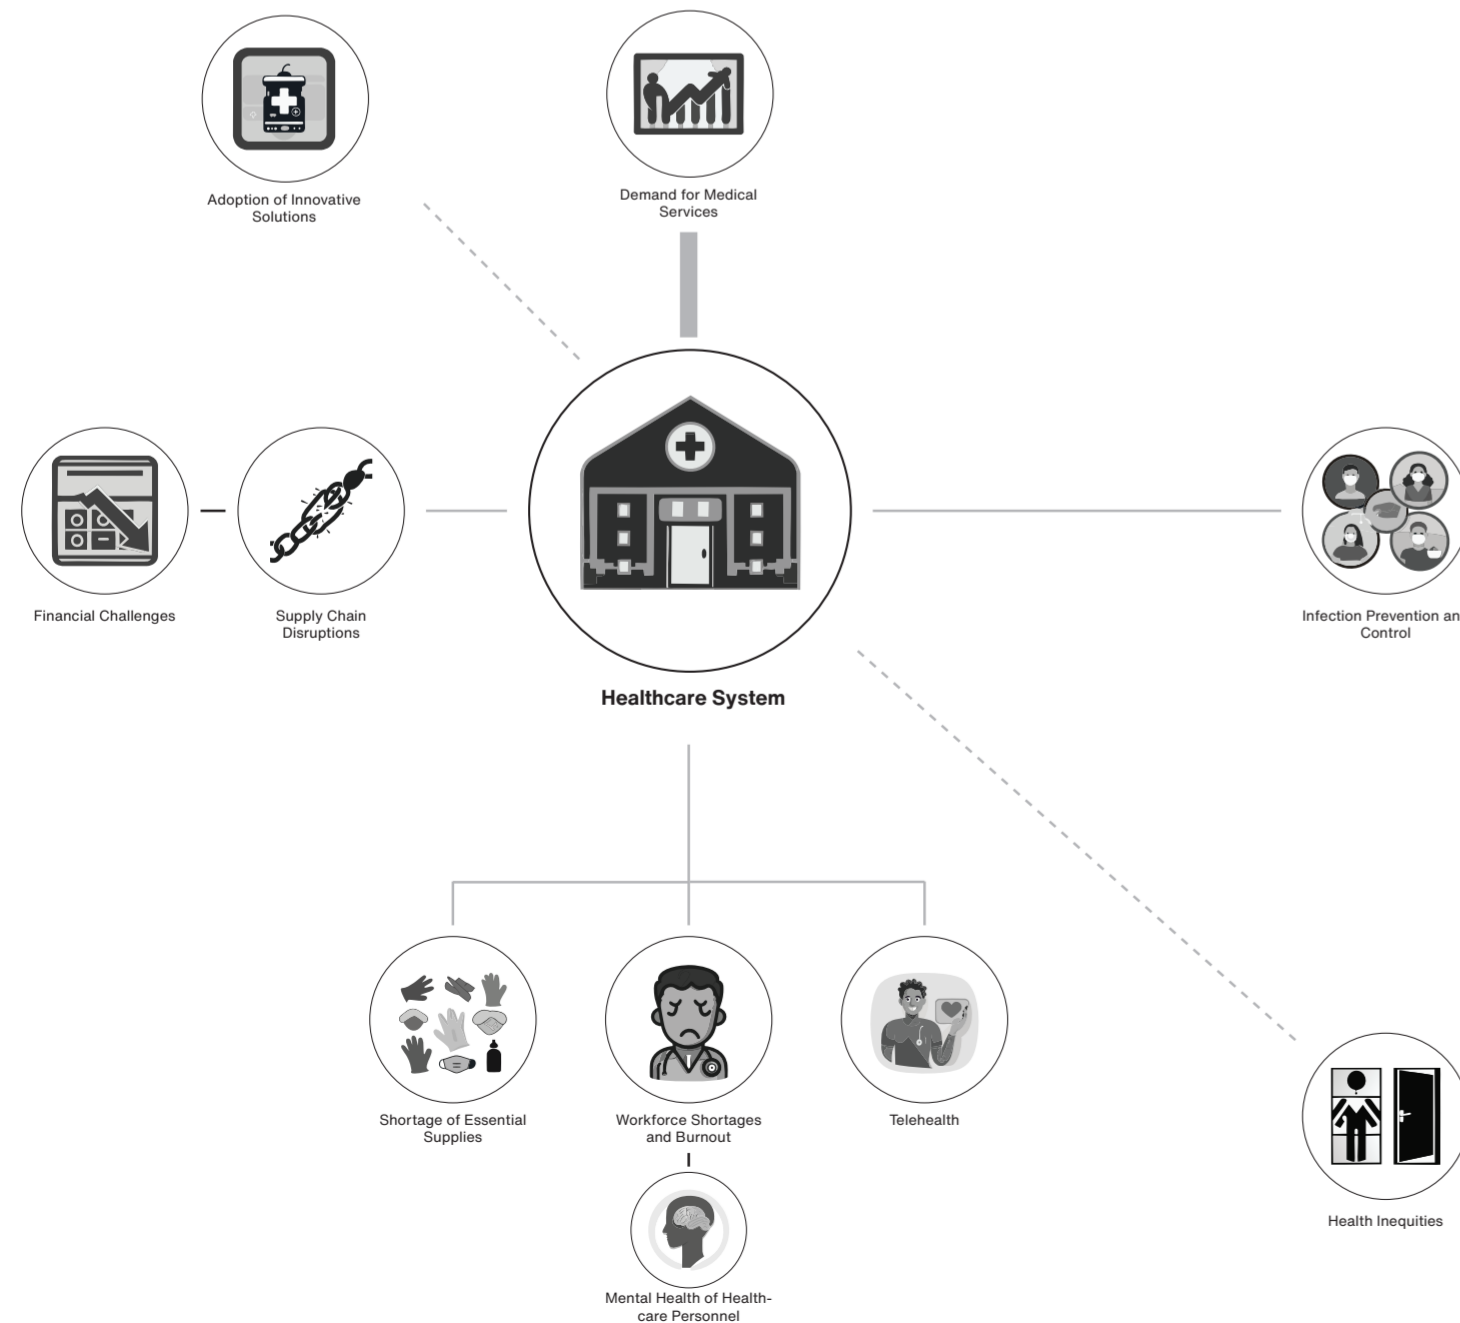 Adoption of Innovative
Solutions
Demand for Medical
Services
Financial Challenges
Supply Chain
Disruptions
Healthcare System
Infection Prevention an
Control
Shortage of Essential
Supplies
Workforce Shortages
and Burnout
Telehealth
Health Inequities
Mental Health of Health-
care Personnel